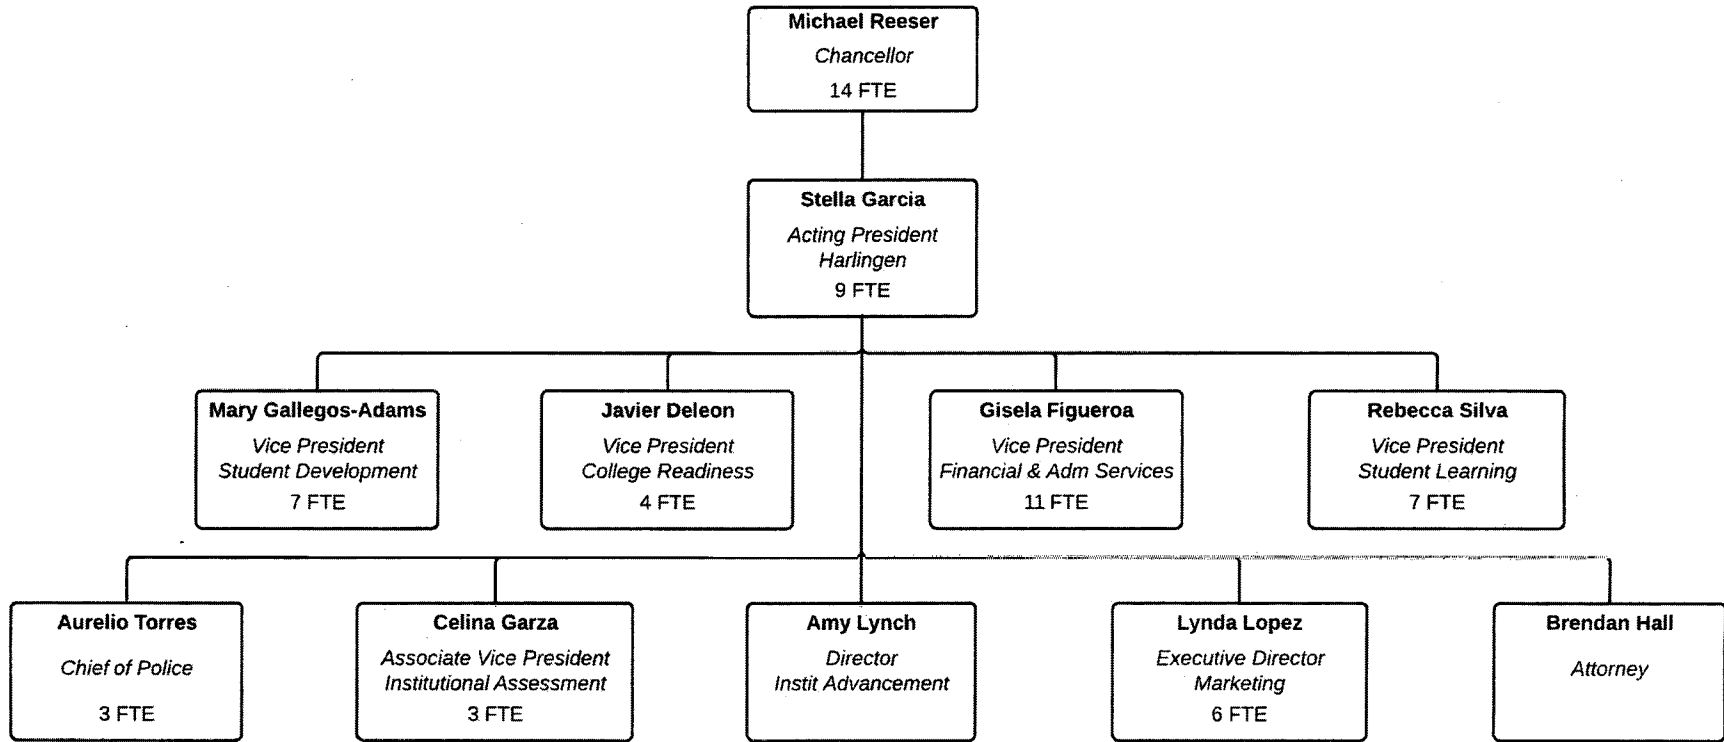 Michael Reeser
Chancellor
14 FTE
Stella Garcia
Acting President
Harlingen
9 FTE
Mary Gallegos-Adams
Vice President
Student Development
7 FTE
Javier Deleon
Vice President
College Readiness
4 FTE
Gisela Figueroa
Vice President
Financial & Adm Services
11 FTE
Rebecca Silva
Vice President
Student Learning
7 FTE
Aurelio Torres
Chief of Police
3 FTE
Celina Garza
Associate Vice President
Institutional Assessment
3 FTE
Amy Lynch
Director
Instit Advancement
Lynda Lopez
Executive Director
Marketing
6 FTE
Brendan Hall
Attorney